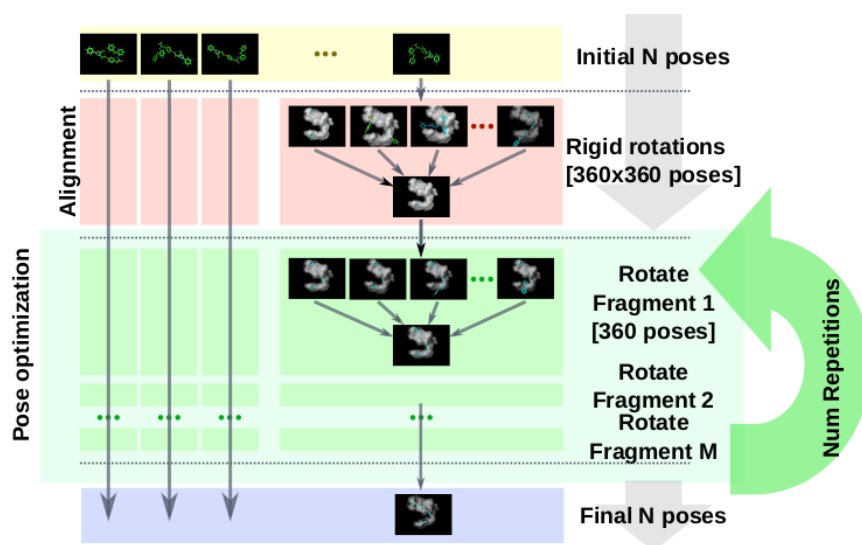 Initial N poses
Alignment
Rigid rotations
[360x360 poses]
Pose optimization
Rotate
Fragment 1
[360 poses]
Rotate
Fragment 2
Rotate
Fragment M
Num Repetitions
Final N poses